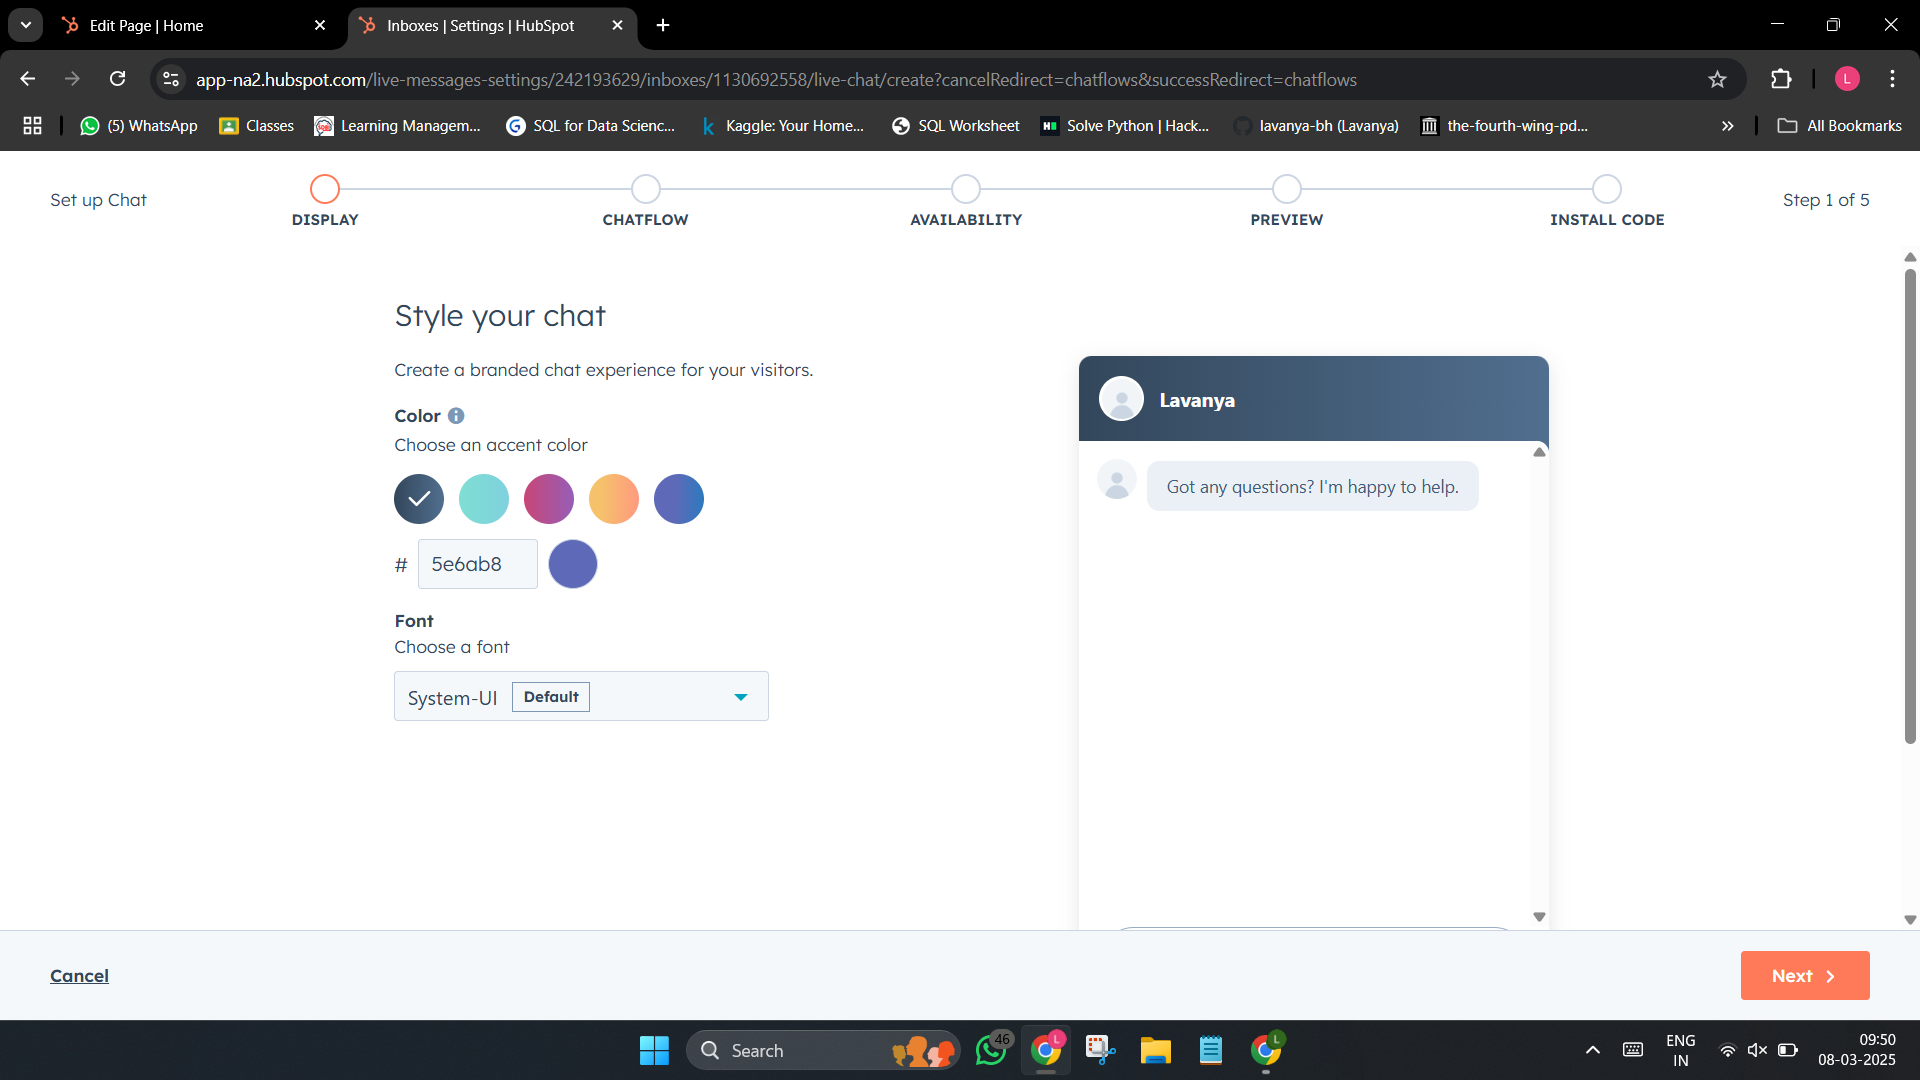 Edit Page | Home
Inboxes | Settings | HubSpot
app-na2.hubspot.com/live-messages-settings/242193629/inboxes/1130692558/live-chat/create?cancelRedirect=chatflows&successRedirect=chatflows
L
(5) WhatsApp
Classes
Learning Managem...
SQL for Data Scienc...
Kaggle: Your Home...
SQL Worksheet
Solve Python | Hack...
lavanya-bh (Lavanya)
the-fourth-wing-pd...
»
All Bookmarks
Set up Chat
DISPLAY
CHATFLOW
AVAILABILITY
PREVIEW
INSTALL CODE
Step 1 of 5
Style your chat
Create a branded chat experience for your visitors.
Color
Choose an accent color
# 5e6ab8
Font
Choose a font
System-UI Default
Lavanya
Got any questions? I'm happy to help.
Cancel
Next
Search
46
L
L
ENG
IN
09:50
08-03-2025